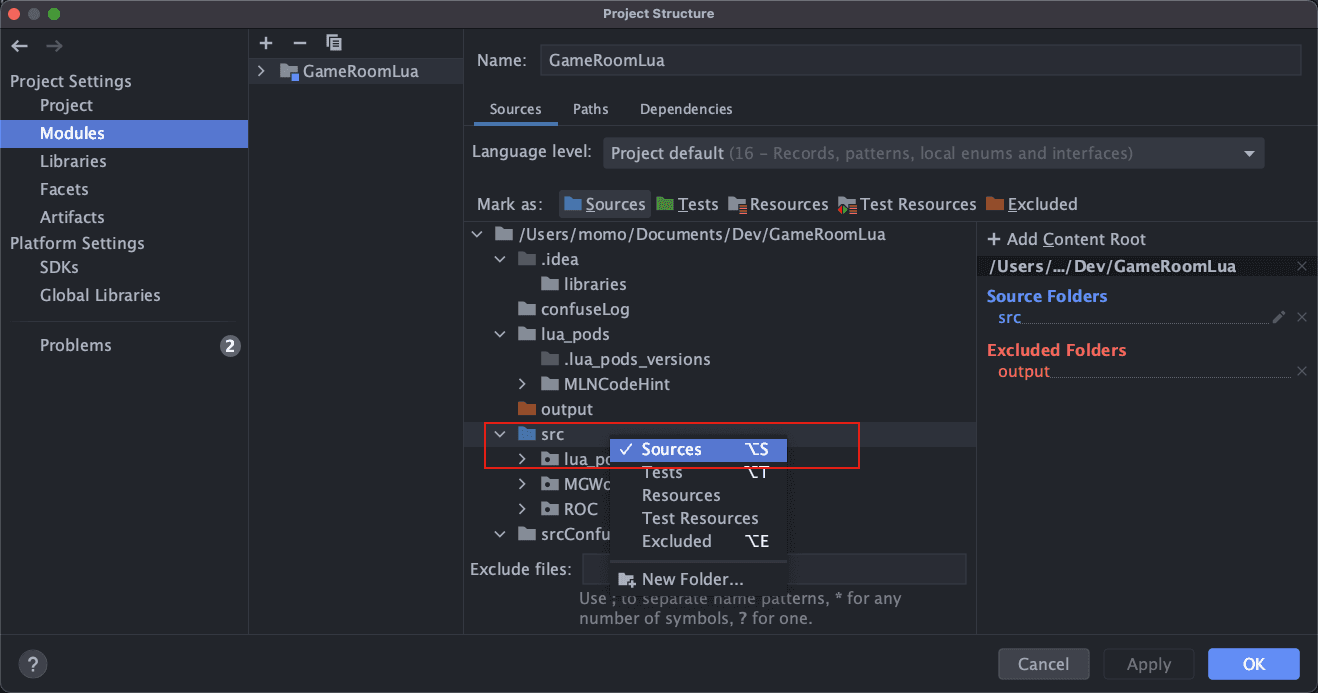 Project Structure
Project Settings
Project
Modules
Libraries
Facets
Artifacts
Platform Settings
SDKs
Global Libraries
Problems 2
GameRoomLua
Name: GameRoomLua
Sources Paths Dependencies
Language level: Project default (16 – Records, patterns, local enums and interfaces)
Mark as: Sources Tests Resources Test Resources Excluded
/Users/momo/Documents/Dev/GameRoomLua
.idea
libraries
confuseLog
lua_pods
.lua_pods_versions
MLNCodeHint
output
src
lua_po
MGWo
ROC
srcConfu
Sources ⌥S
Tests ⌥T
Resources
Test Resources
Excluded ⌥E
New Folder...
Exclude files:
Use ; to separate name patterns, * for any
number of symbols, ? for one.
+ Add Content Root
/Users/.../Dev/GameRoomLua
Source Folders
src
Excluded Folders
output
?
Cancel Apply OK